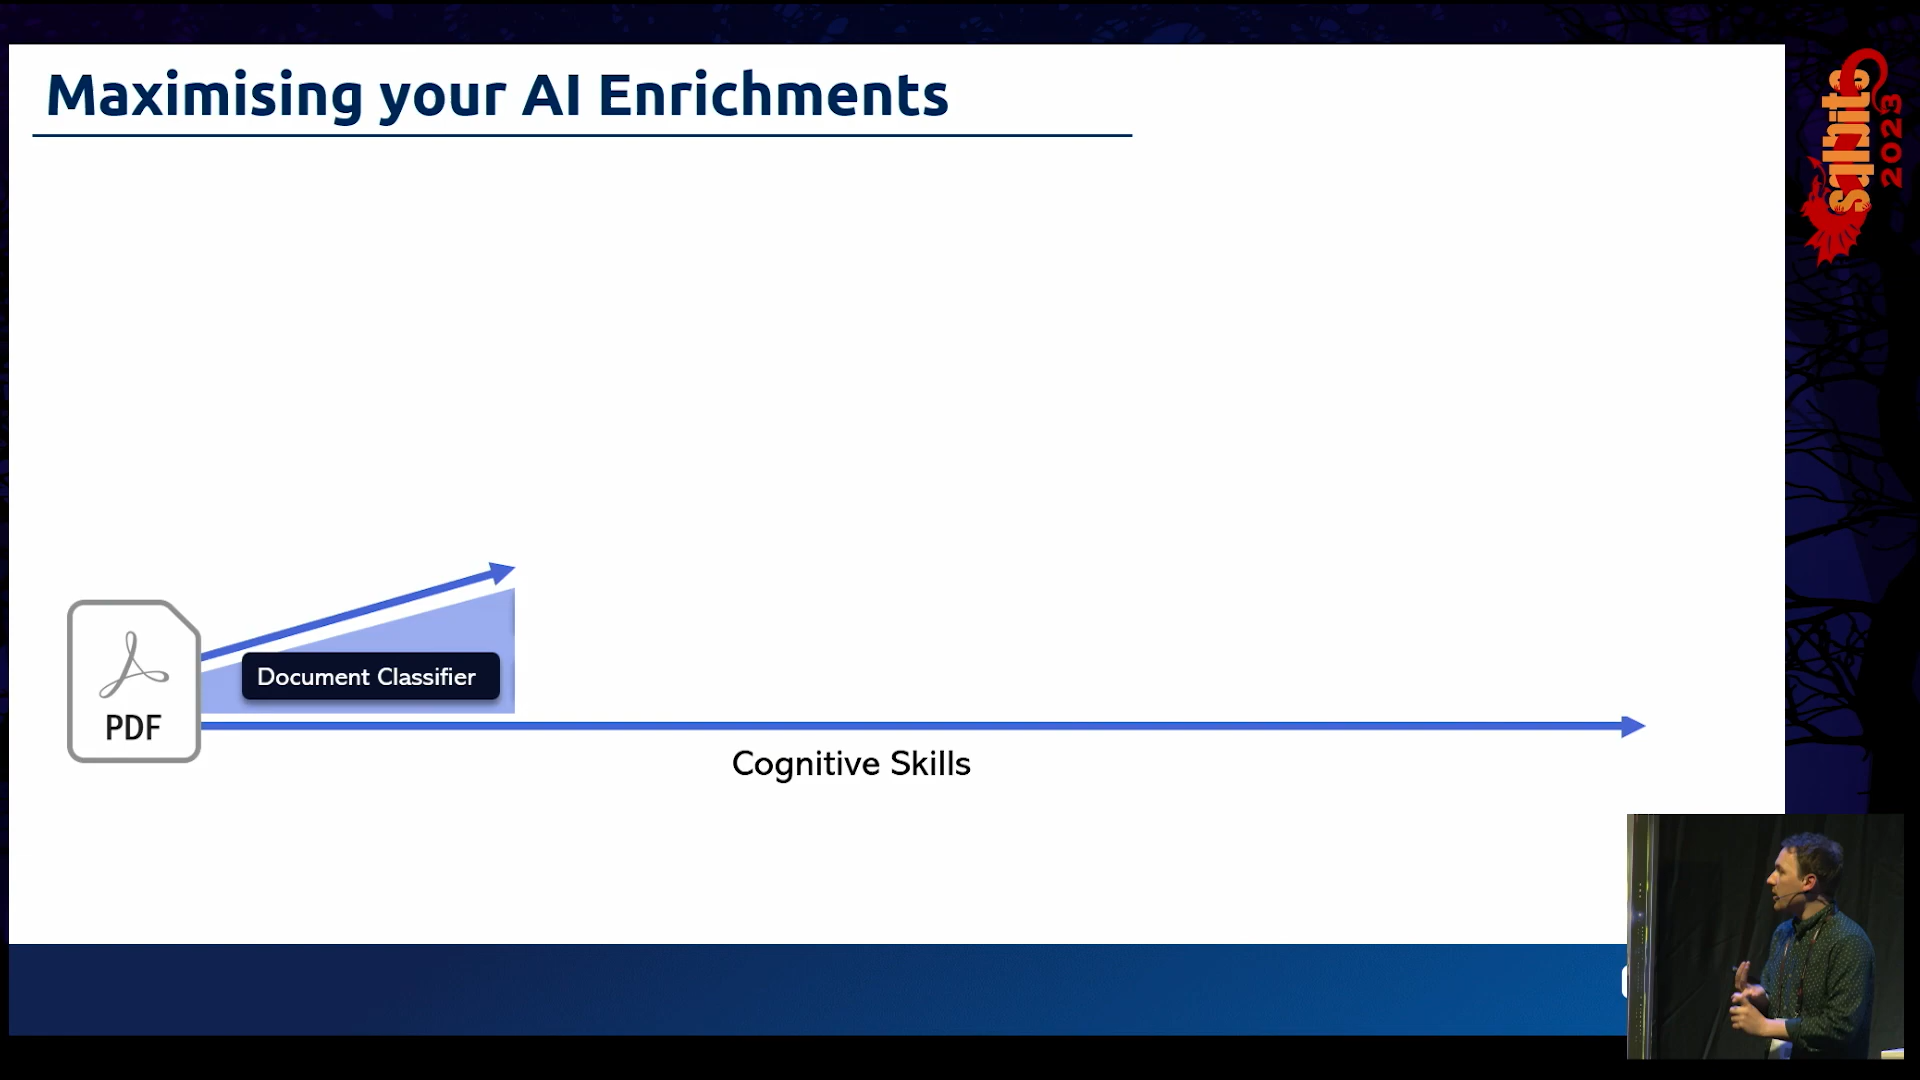 Maximising your AI Enrichments
sqlbits
2023
Document Classifier
PDF
Cognitive Skills